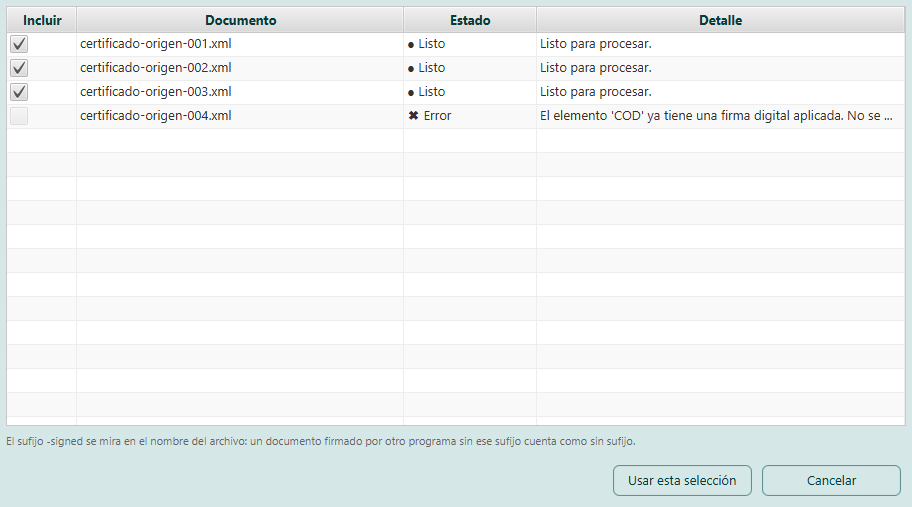 Incluir Documento Estado Detalle
certificado-origen-001.xml ● Listo Listo para procesar.
certificado-origen-002.xml ● Listo Listo para procesar.
certificado-origen-003.xml ● Listo Listo para procesar.
certificado-origen-004.xml ✖ Error El elemento 'COD' ya tiene una firma digital aplicada. No se ...
El sufijo -signed se mira en el nombre del archivo: un documento firmado por otro programa sin ese sufijo cuenta como sin sufijo.
Usar esta selección Cancelar